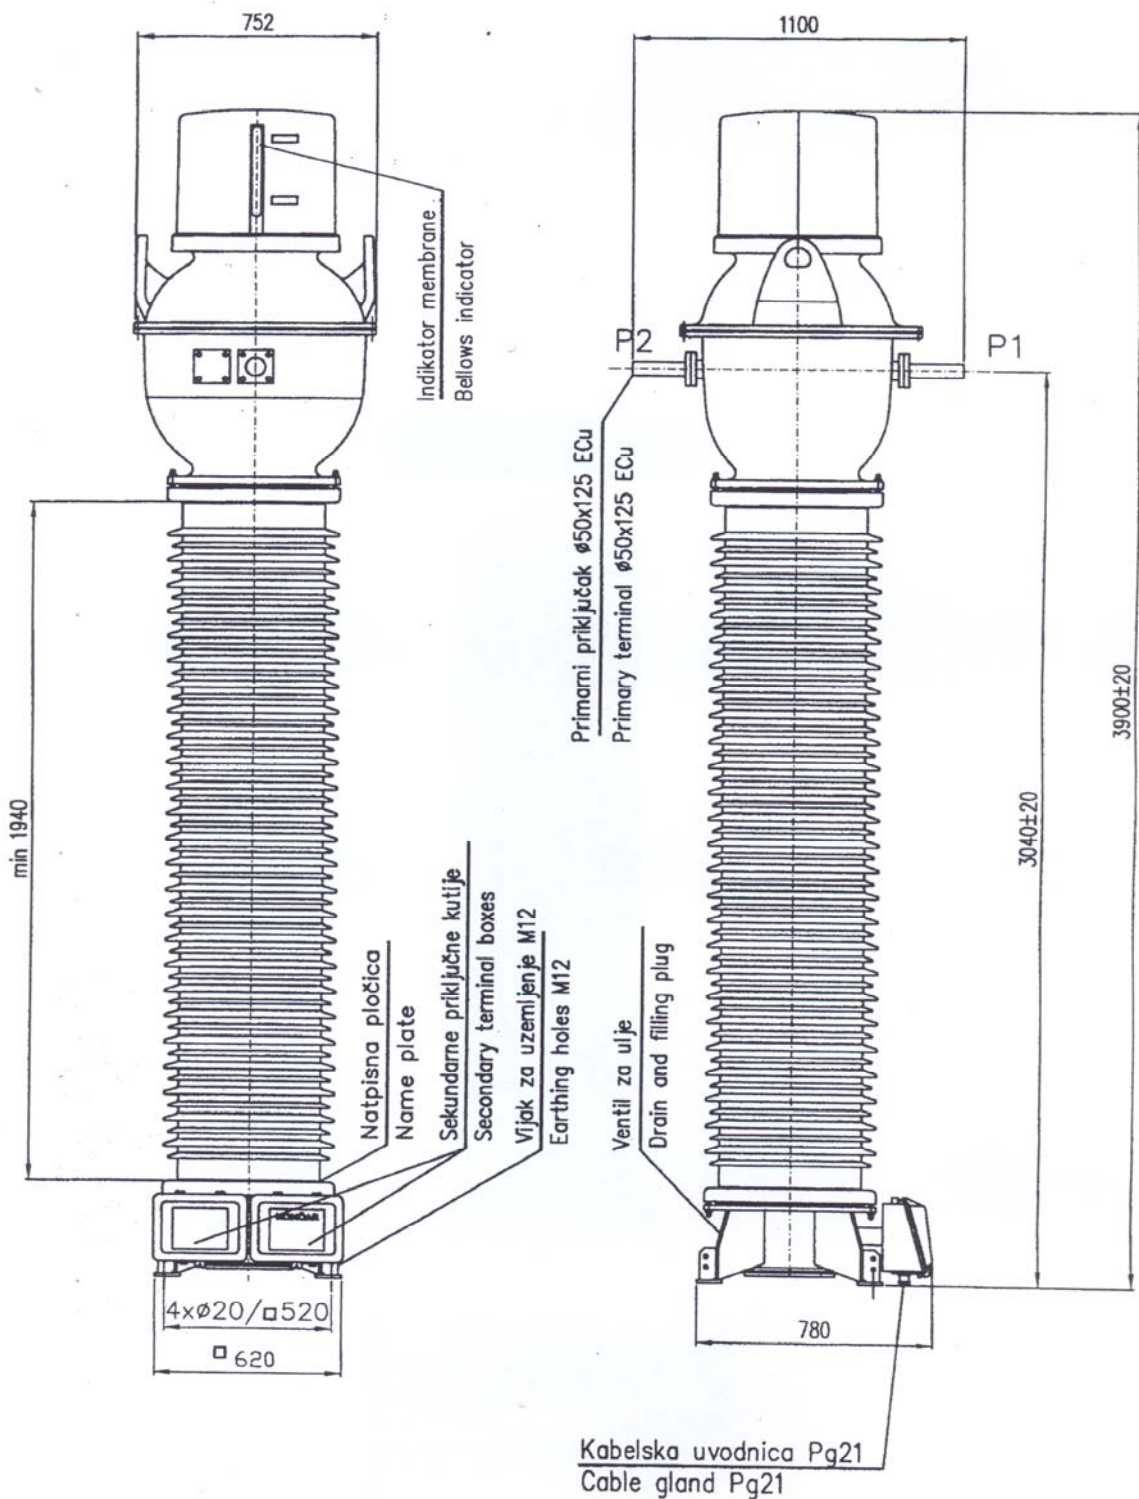 752
1100
Indikator membrane
Bellows indicator
P2
P1
Primarni priključak ø50x125 ECu
Primary terminal ø50x125 ECu
3900±20
3040±20
min 1940
Natpisna pločica
Name plate
Sekundarne priključne kutije
Secondary terminal boxes
Vijak za uzemljenje M12
Earthing holes M12
Ventil za ulje
Drain and filling plug
KONČAR
4xø20/□520
□ 620
780
Kabelska uvodnica Pg21
Cable gland Pg21